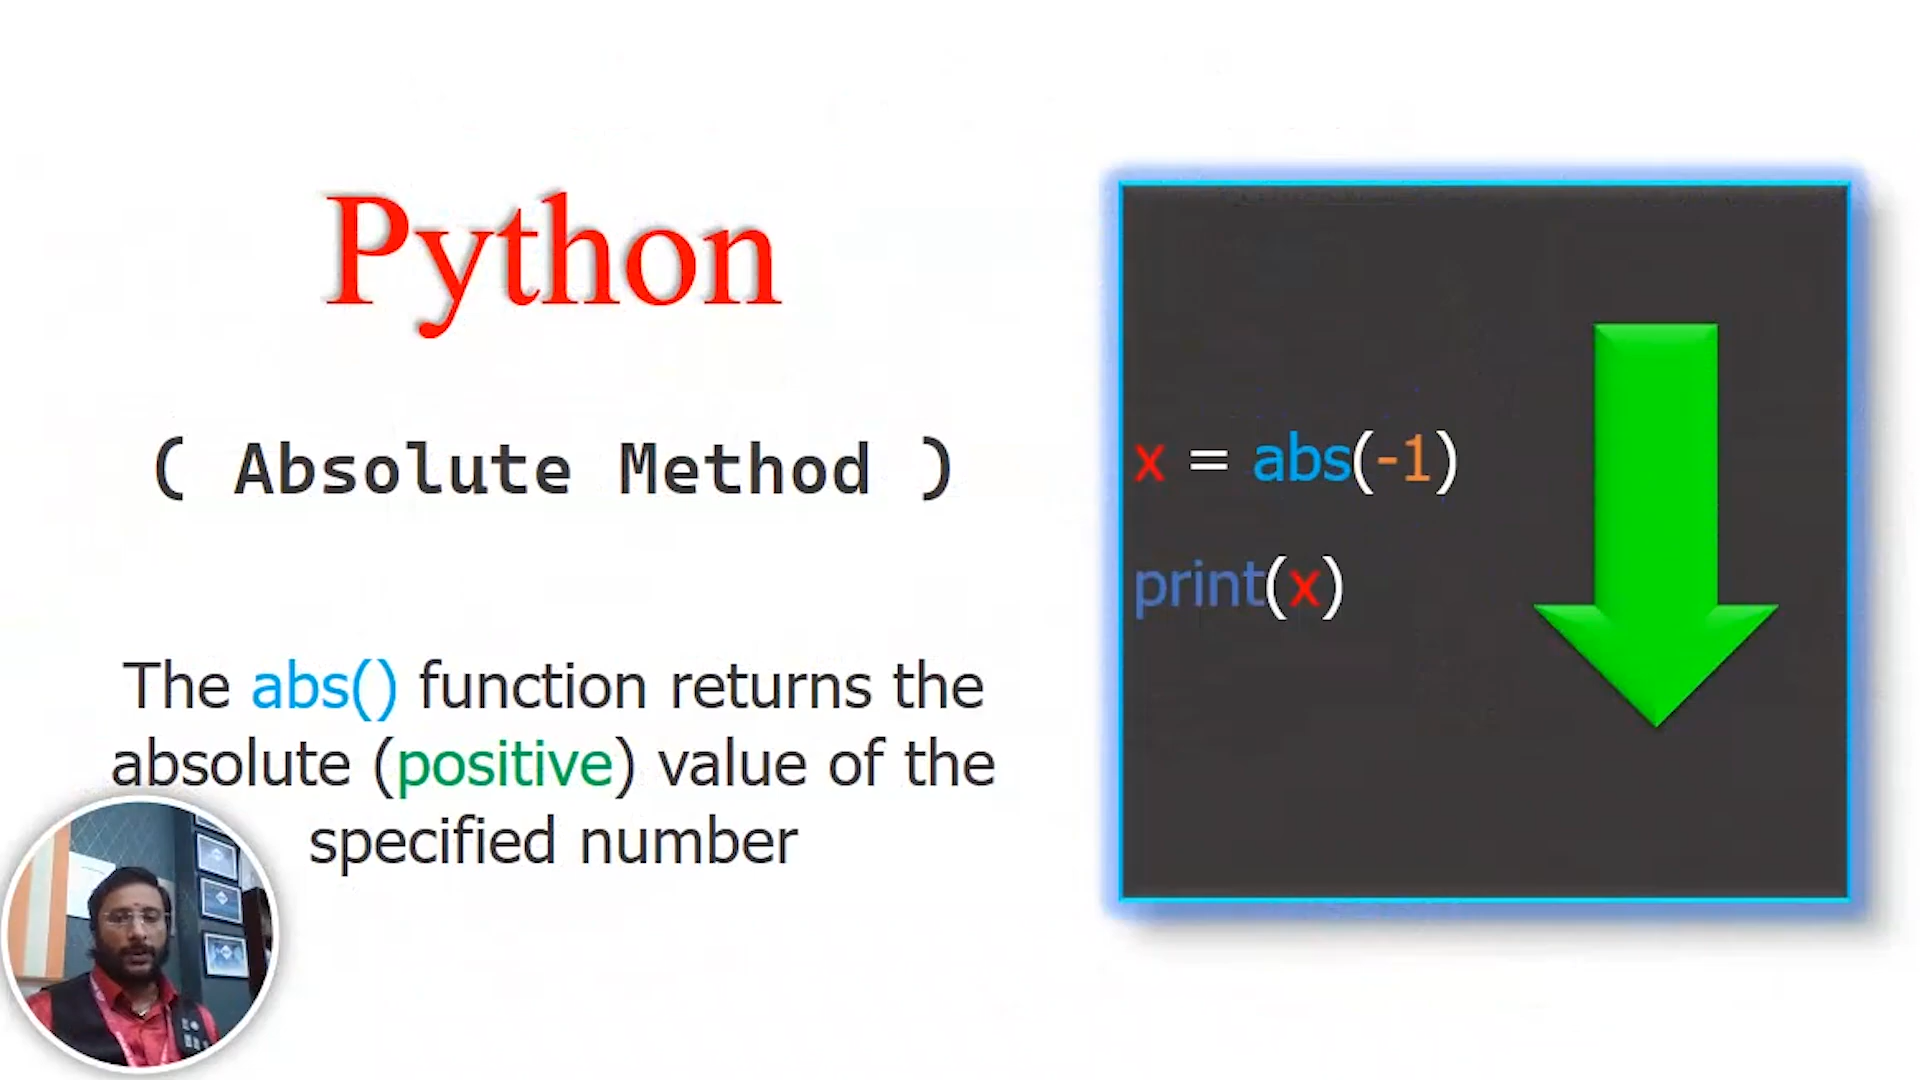 Python
( Absolute Method )
The abs() function returns the
absolute (positive) value of the
specified number
x = abs(-1)
print(x)